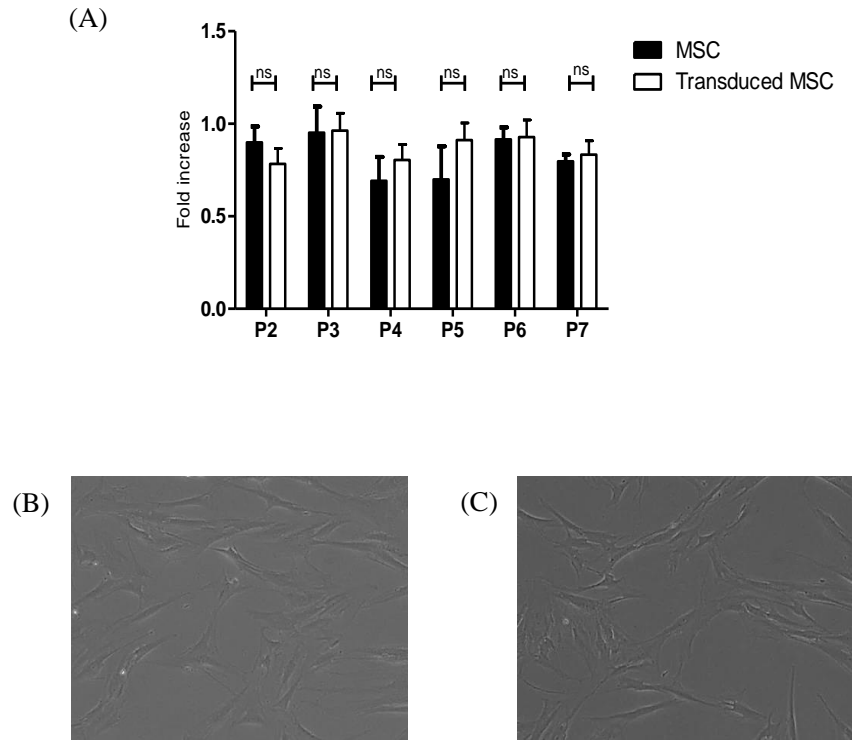 (A)
1.5
1.0
0.5
0.0
Fold increase
ns ns ns ns ns ns
MSC
Transduced MSC
P2 P3 P4 P5 P6 P7
(B)
(C)